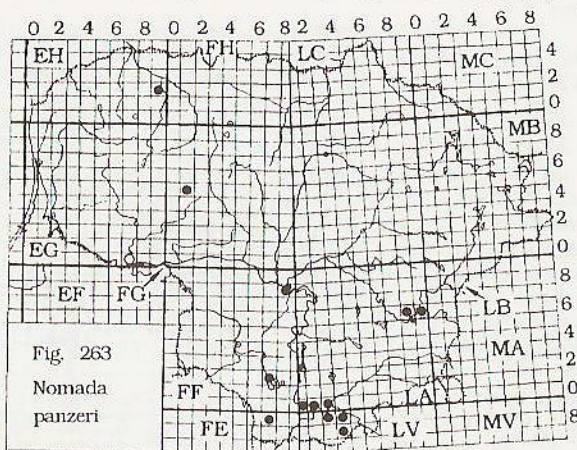 0 2 4 6 8 0 2 4 6 8 2 0 4 6 8 0 2 4 6 8
EH
FH
LC
MC
4
2
0
MB
8
6
4
2
0
EG
EF
FG
LB
8
6
MA
4
2
0
Fig. 263
Nomada
panzeri
FF
FE
LA
LV
MV
8